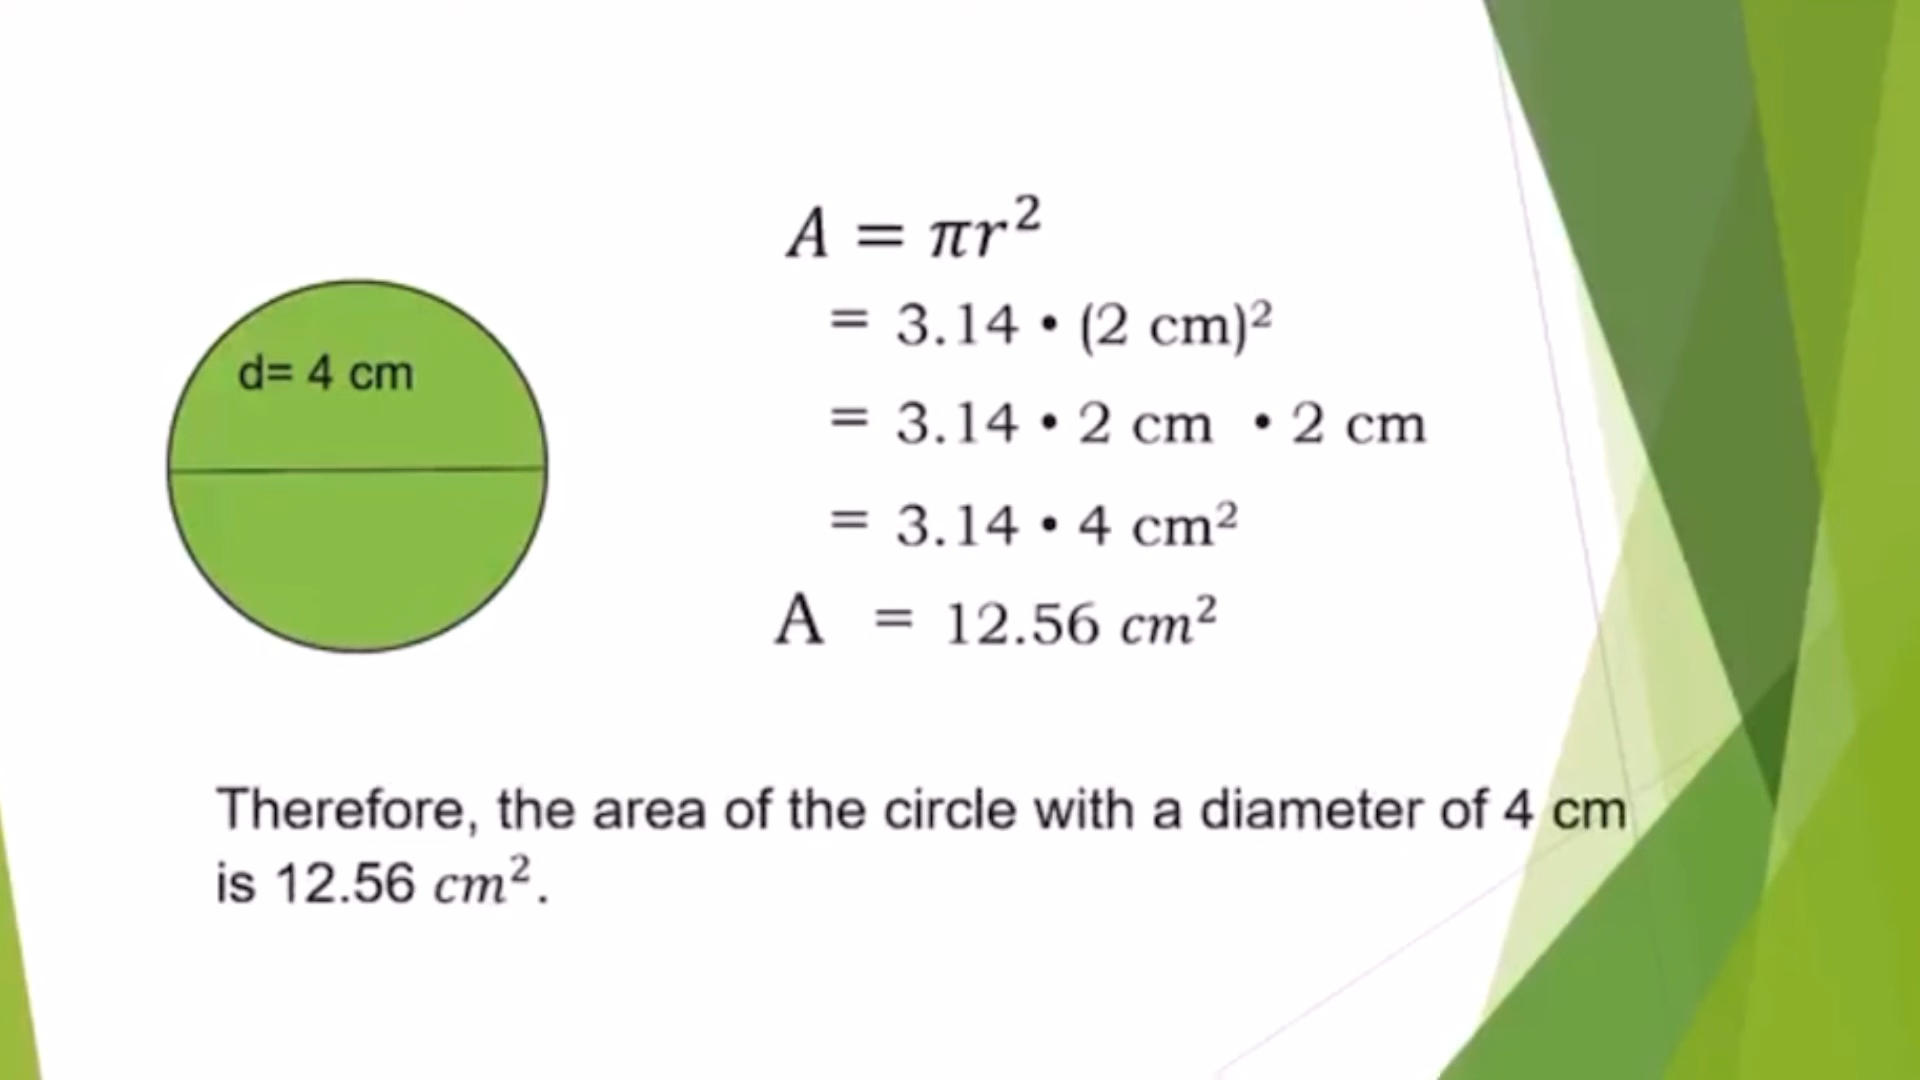 d= 4 cm
A = πr²
= 3.14 • (2 cm)²
= 3.14 • 2 cm • 2 cm
= 3.14 • 4 cm²
A = 12.56 cm²
Therefore, the area of the circle with a diameter of 4 cm
is 12.56 cm².